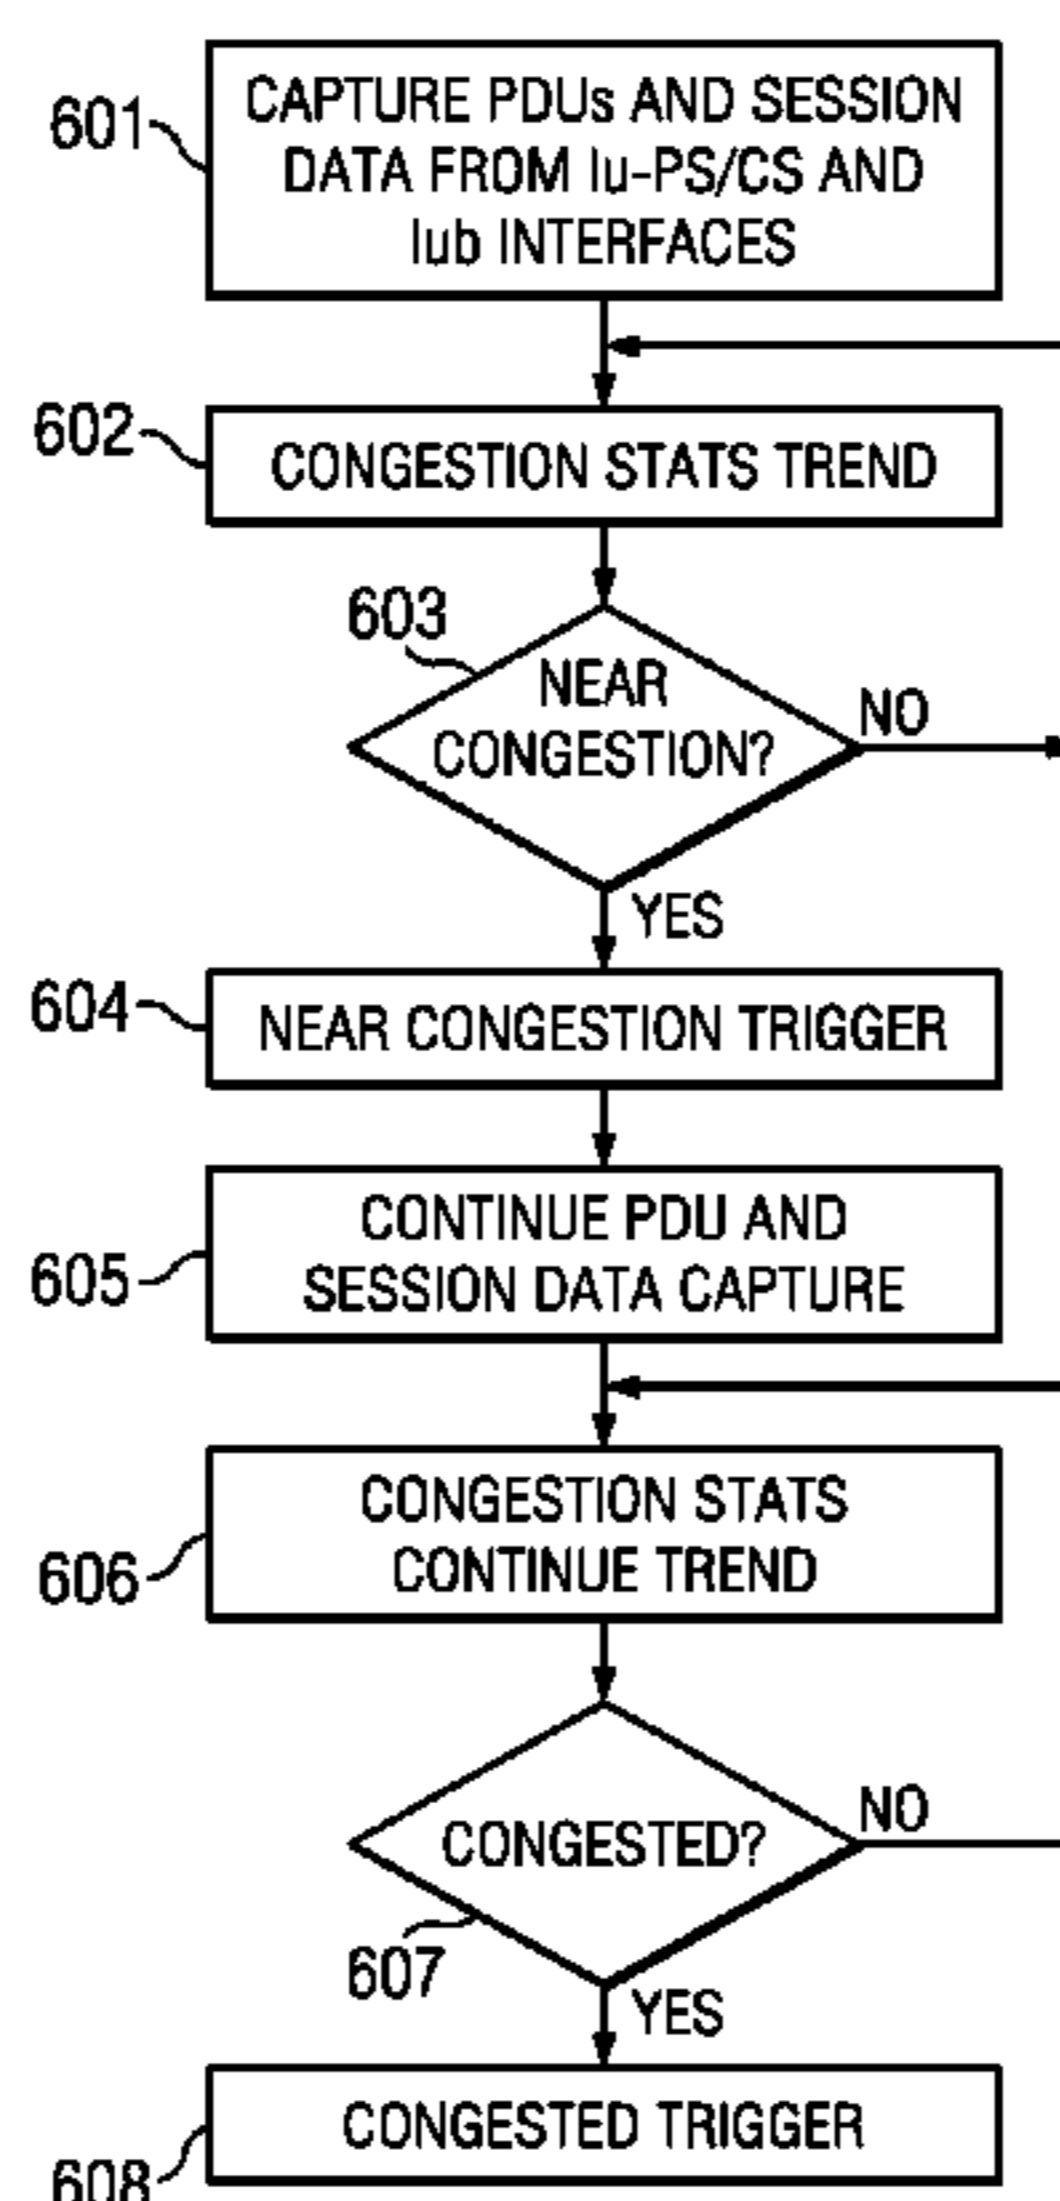 601
CAPTURE PDUs AND SESSION
DATA FROM Iu-PS/CS AND
Iub INTERFACES
602
CONGESTION STATS TREND
603
NEAR
CONGESTION?
NO
YES
604
NEAR CONGESTION TRIGGER
605
CONTINUE PDU AND
SESSION DATA CAPTURE
606
CONGESTION STATS
CONTINUE TREND
CONGESTED?
NO
607
YES
CONGESTED TRIGGER
608